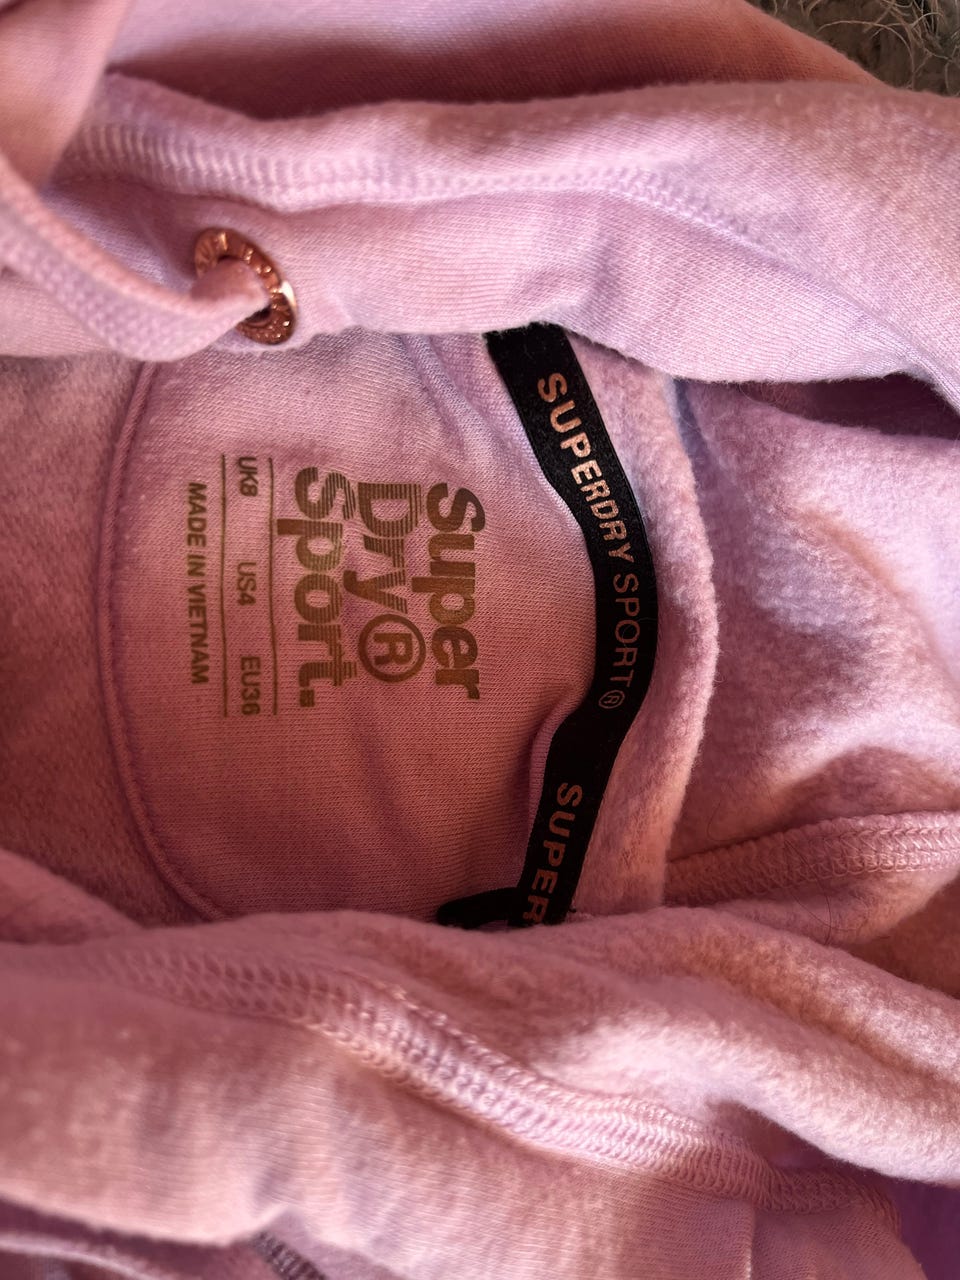 Super
Dry®
Sport.
UK8 US4 EU36
MADE IN VIETNAM
SUPERDRY SPORT®
SUPER